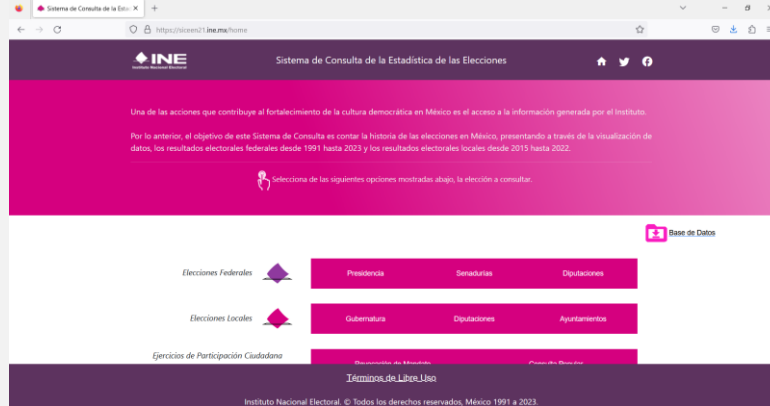 Sistema de Consulta de la Esta
https://siceen21.ine.mx/home
INE
Instituto Nacional Electoral
Sistema de Consulta de la Estadística de las Elecciones
Una de las acciones que contribuye al fortalecimiento de la cultura democrática en México es el acceso a la información generada por el Instituto.
Por lo anterior, el objetivo de este Sistema de Consulta es contar la historia de las elecciones en México, presentando a través de la visualización de
datos, los resultados electorales federales desde 1991 hasta 2023 y los resultados electorales locales desde 2015 hasta 2022.
Selecciona de las siguientes opciones mostradas abajo, la elección a consultar.
Base de Datos
Elecciones Federales
Presidencia
Senadurías
Diputaciones
Elecciones Locales
Gubernatura
Diputaciones
Ayuntamientos
Ejercicios de Participación Ciudadana
Revocación de Mandato
Consulta Popular
Términos de Libre Uso
Instituto Nacional Electoral. © Todos los derechos reservados, México 1991 a 2023.